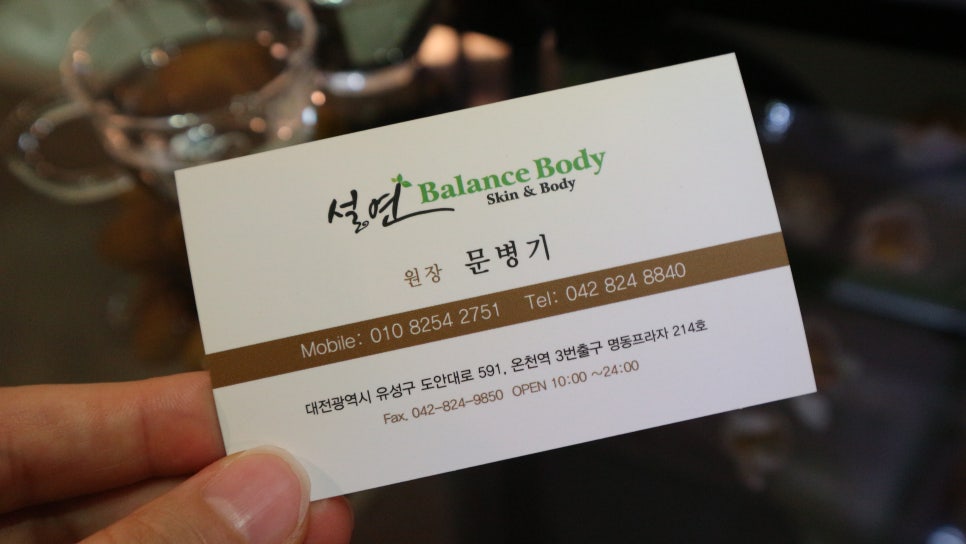 설연 Balance Body
Skin & Body
원장 문병기
Mobile: 010 8254 2751 Tel: 042 824 8840
대전광역시 유성구 도안대로 591, 온천역 3번출구 명동프라자 214호
Fax. 042-824-9850 OPEN 10:00 ~24:00